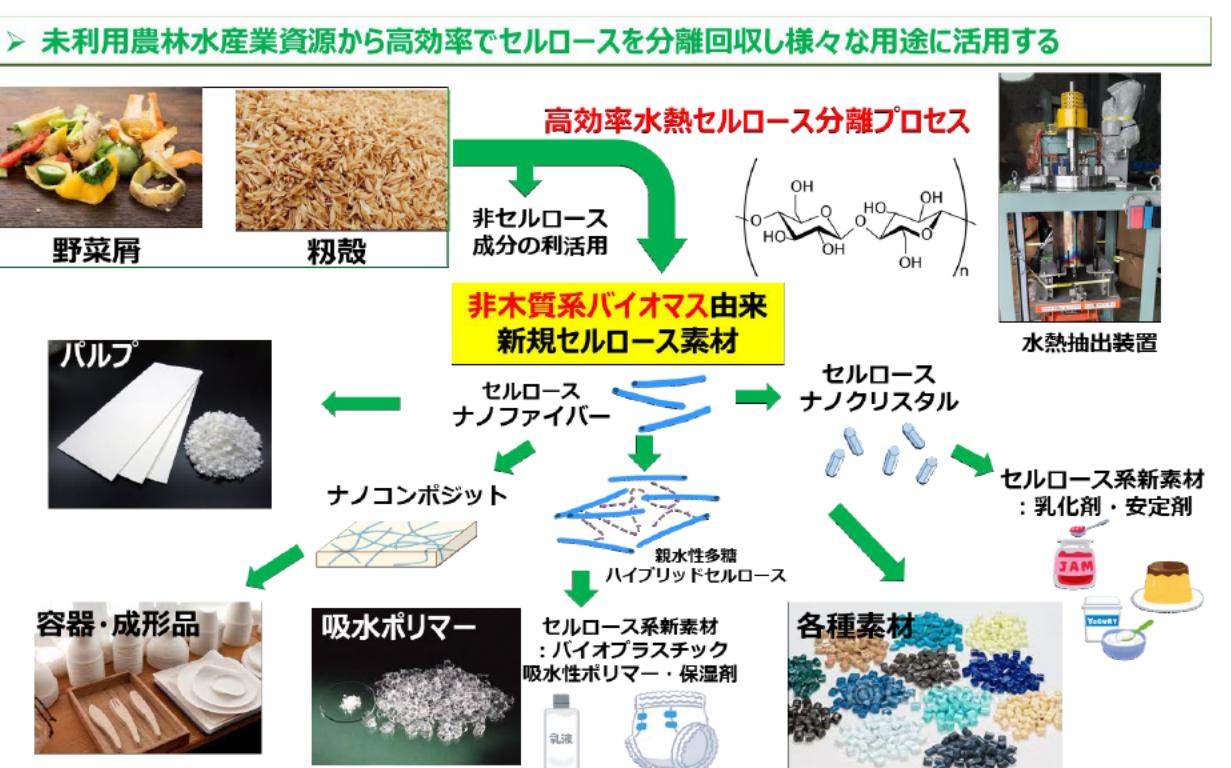 ➢ 未利用農林水産業資源から高効率でセルロースを分離回収し様々な用途に活用する
高効率水熱セルロース分離プロセス
野菜屑
籾殻
非セルロース
成分の利活用
OH
O
HO
OH
O
O
HO
OH
OH
O
n
水熱抽出装置
非木質系バイオマス由来
新規セルロース素材
パルプ
セルロース
ナノファイバー
セルロース
ナノクリスタル
ナノコンポジット
セルロース系新素材
：乳化剤・安定剤
JAM
YOGURT
親水性多糖
ハイブリッドセルロース
容器・成形品
吸水ポリマー
セルロース系新素材
：バイオプラスチック
吸水性ポリマー・保湿剤
乳液
各種素材